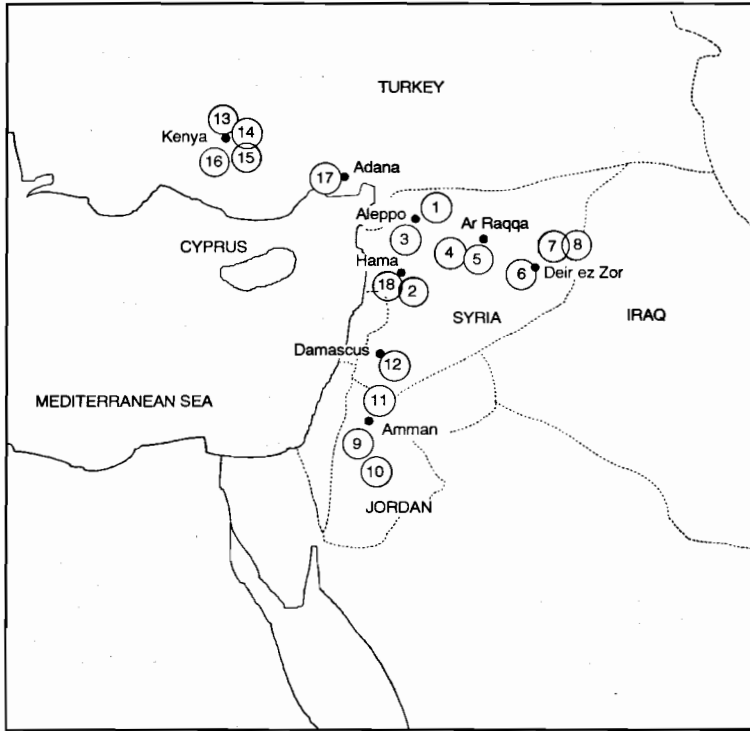 TURKEY
13
Kenya
14
16
15
17
Adana
1
Aleppo
3
Ar Raqqa
CYPRUS
4
5
7
8
Hama
6
Deir ez Zor
18
2
SYRIA
IRAQ
Damascus
12
MEDITERRANEAN SEA
11
Amman
9
10
JORDAN